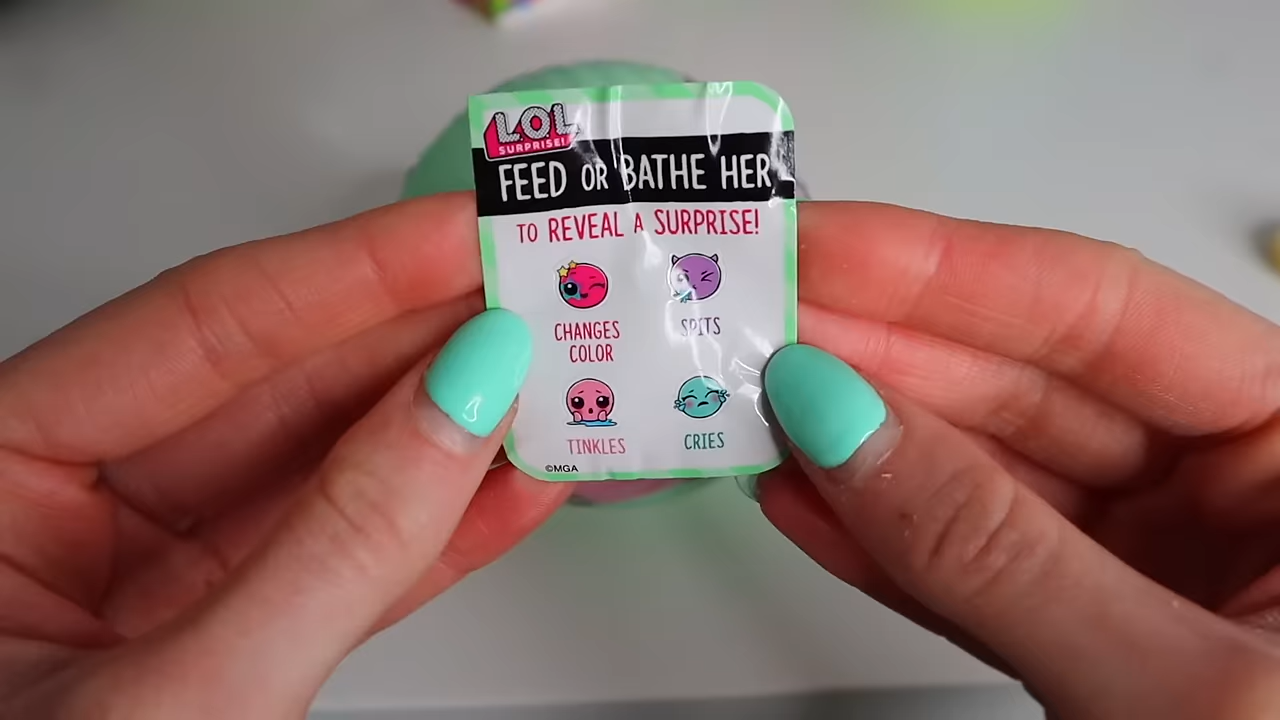 L.O.L.
SURPRISE!
FEED OR BATHE HER
TO REVEAL A SURPRISE!
CHANGES COLOR
SPITS
TINKLES
CRIES
©MGA